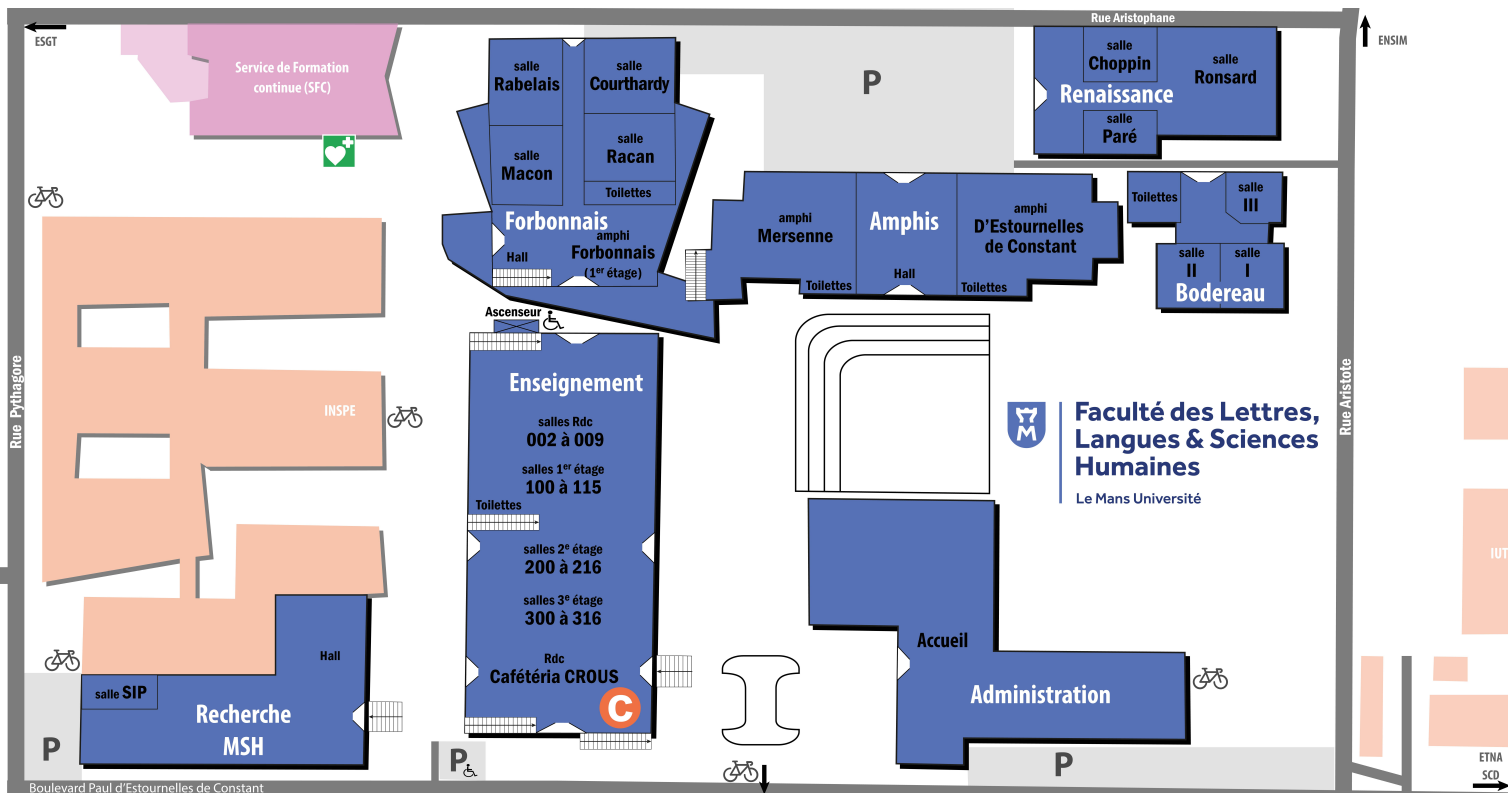 Rue Aristophane
ESGT
ENSIM
Service de Formation
continue (SFC)
salle
Rabelais
salle
Courthardy
P
salle
Choppin
salle
Ronsard
Renaissance
salle
Paré
salle
Macon
salle
Racan
Toilettes
Forbonnais
amphi
Forbonnais
(1er étage)
Hall
amphi
Mersenne
Amphis
amphi
D'Estournelles
de Constant
Toilettes
Hall
Toilettes
Toilettes
salle
III
salle
II
salle
I
Bodereau
Ascenseur
Enseignement
salles Rdc
002 à 009
salles 1er étage
100 à 115
Toilettes
salles 2e étage
200 à 216
salles 3e étage
300 à 316
Rdc
Cafétéria CROUS
C
Rue Pythagore
INSPE
Rue Aristote
M
Faculté des Lettres,
Langues & Sciences
Humaines
Le Mans Université
IUT
Accueil
Administration
Hall
salle SIP
Recherche
MSH
P
P
P
ETNA
SCD
Boulevard Paul d'Estournelles de Constant